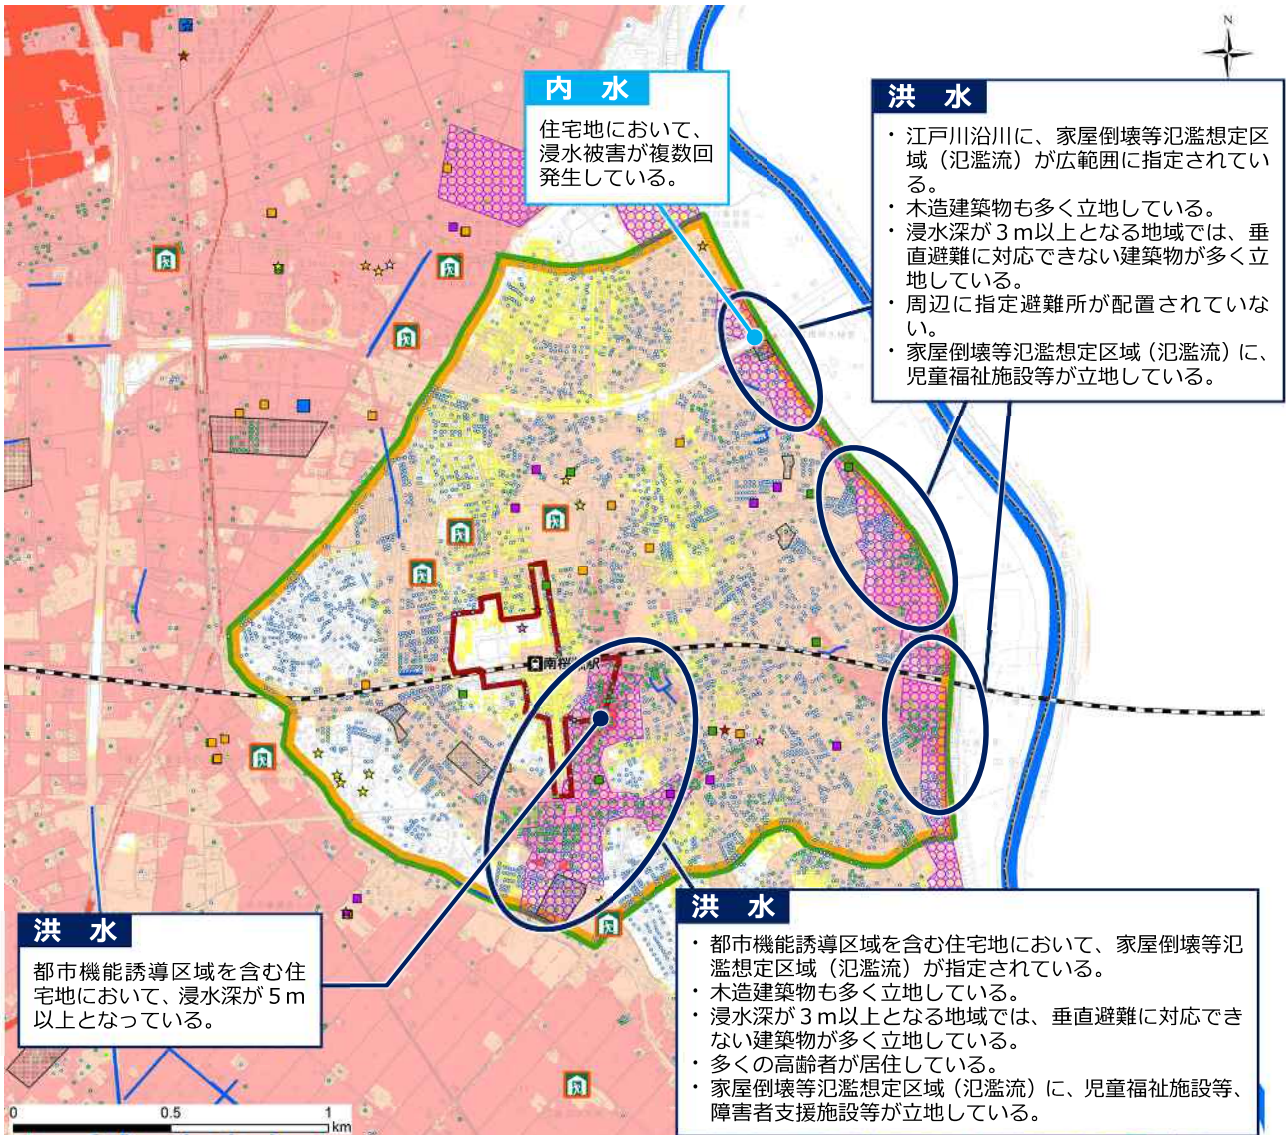 N
内 水
住宅地において、
浸水被害が複数回
発生している。
洪 水
・ 江戸川沿川に、家屋倒壊等氾濫想定区
域（氾濫流）が広範囲に指定されてい
る。
・ 木造建築物も多く立地している。
・ 浸水深が３ｍ以上となる地域では、垂
直避難に対応できない建築物が多く立
地している。
・ 周辺に指定避難所が配置されていな
い。
・ 家屋倒壊等氾濫想定区域（氾濫流）に、
児童福祉施設等が立地している。
洪 水
都市機能誘導区域を含む住
宅地において、浸水深が５ｍ
以上となっている。
洪 水
・ 都市機能誘導区域を含む住宅地において、家屋倒壊等氾
濫想定区域（氾濫流）が指定されている。
・ 木造建築物も多く立地している。
・ 浸水深が３ｍ以上となる地域では、垂直避難に対応でき
ない建築物が多く立地している。
・ 多くの高齢者が居住している。
・ 家屋倒壊等氾濫想定区域（氾濫流）に、児童福祉施設等、
障害者支援施設等が立地している。
0 0.5 1
km